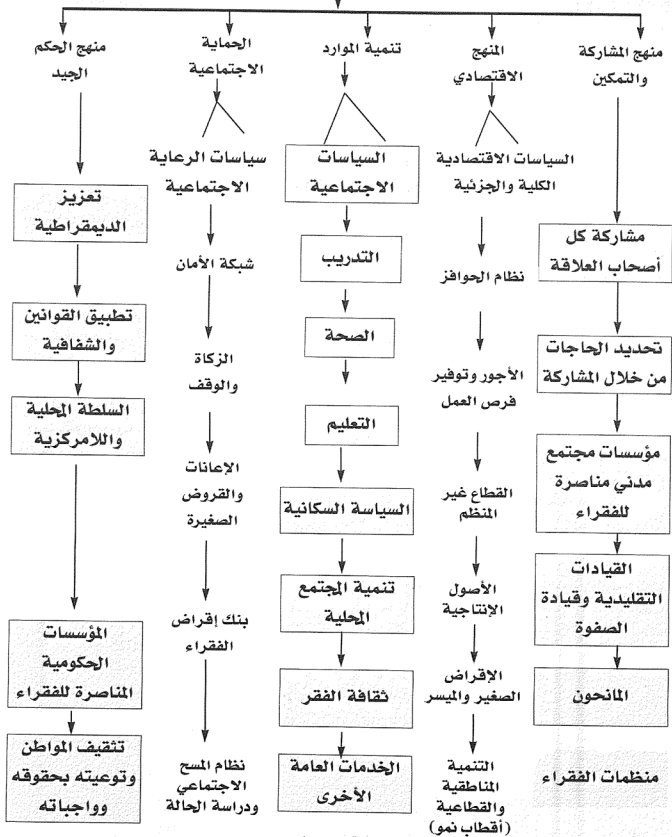 منهج المشاركة
والتمكين
مشاركة كل
أصحاب العلاقة
تحديد الحاجات
من خلال المشاركة
مؤسسات مجتمع
مدني مناصرة
للفقراء
القيادات
التقليدية وقيادة
الصفوة
المانحون
منظمات الفقراء
المنهج
الاقتصادي
السياسات الاقتصادية
الكلية والجزئية
نظام الحوافز
الأجور وتوفير
فرص العمل
القطاع غير
المنظم
الأصول
الإنتاجية
الإقراض
الصغير والميسر
التنمية
المناطقية
والقطاعية
(أقطاب نمو)
تنمية الموارد
السياسات
الاجتماعية
التدريب
الصحة
التعليم
السياسة السكانية
تنمية المجتمع
المحلية
ثقافة الفقر
الخدمات العامة
الأخرى
الحماية
الاجتماعية
سياسات الرعاية
الاجتماعية
شبكة الأمان
الزكاة
والوقف
الإعانات
والقروض
الصغيرة
بنك إقراض
الفقراء
نظام المسح
الاجتماعي
ودراسة الحالة
منهج الحكم
الجيد
تعزيز
الديمقراطية
تطبيق القوانين
والشفافية
السلطة المحلية
واللامركزية
المؤسسات
الحكومية
المناصرة للفقراء
تثقيف المواطن
وتوعيته بحقوقه
وواجباته